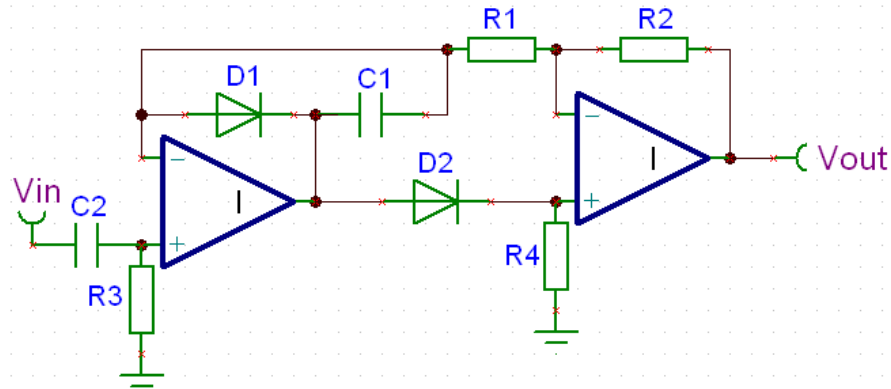 R1
R2
D1
C1
−
−
I
I
Vout
Vin
C2
D2
+
+
R4
R3